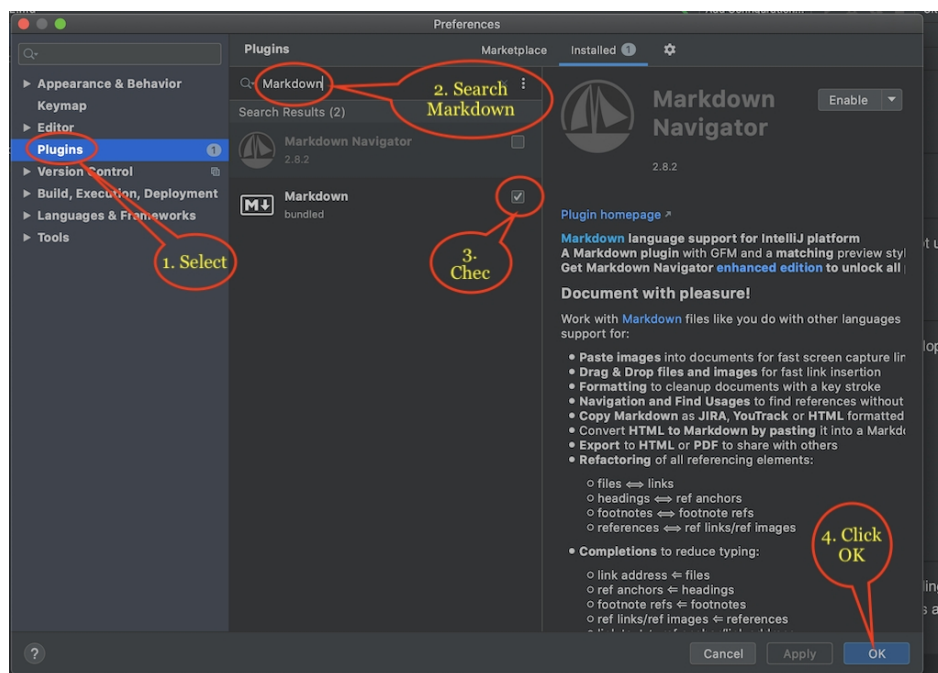 Preferences
Plugins
Marketplace
Installed 1
Appearance & Behavior
Keymap
Editor
Plugins 1
Version Control
Build, Execution, Deployment
Languages & Frameworks
Tools
1. Select
Markdown
2. Search
Markdown
Search Results (2)
Markdown Navigator
2.8.2
Markdown
bundled
3.
Chec
Markdown
Navigator
Enable
2.8.2
Plugin homepage
Markdown language support for IntelliJ platform
A Markdown plugin with GFM and a matching preview styl
Get Markdown Navigator enhanced edition to unlock all
Document with pleasure!
Work with Markdown files like you do with other languages
support for:
• Paste images into documents for fast screen capture lin
• Drag & Drop files and images for fast link insertion
• Formatting to cleanup documents with a key stroke
• Navigation and Find Usages to find references without
• Copy Markdown as JIRA, YouTrack or HTML formatted
• Convert HTML to Markdown by pasting it into a Markdo
• Export to HTML or PDF to share with others
• Refactoring of all referencing elements:
○ files ⟺ links
○ headings ⟺ ref anchors
○ footnotes ⟺ footnote refs
○ references ⟺ ref links/ref images
• Completions to reduce typing:
○ link address ⇐ files
○ ref anchors ⇐ headings
○ footnote refs ⇐ footnotes
○ ref links/ref images ⇐ references
4. Click
OK
?
Cancel
Apply
OK